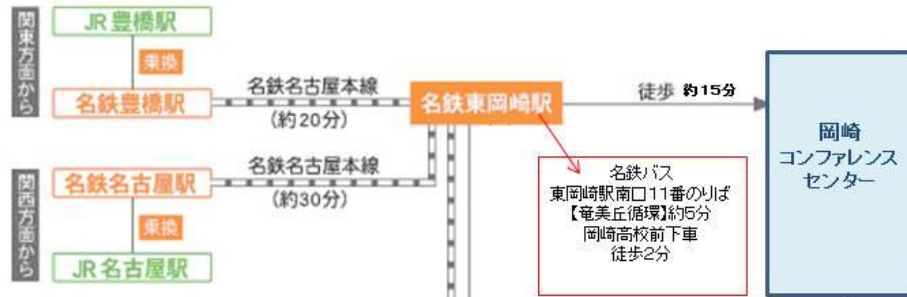 関東方面から
JR豊橋駅
乗換
名鉄豊橋駅
名鉄名古屋本線
(約20分)
名鉄東岡崎駅
徒歩 約15分
岡崎
コンファレンス
センター
関西方面から
名鉄名古屋駅
名鉄名古屋本線
(約30分)
乗換
JR名古屋駅
名鉄バス
東岡崎駅南口11番のりば
【竜美丘循環】約5分
岡崎高校前下車
徒歩2分